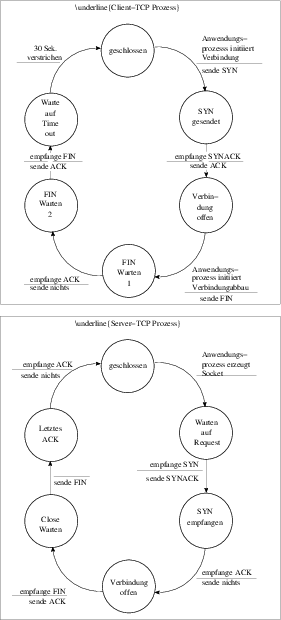 \underline{Client-TCP Prozess}
geschlossen
30 Sek.
verstrichen
Anwendungs-
prozess initiiert
Verbindung
sende SYN
Warte
auf
Time
out
SYN
gesendet
empfange FIN
sende ACK
empfange SYNACK
sende ACK
FIN
Warten
2
Verbin-
dung
offen
FIN
Warten
1
empfange ACK
sende nichts
Anwendungs-
prozess initiiert
Verbindungabbau
sende FIN
\underline{Server-TCP Prozess}
geschlossen
empfange ACK
sende nichts
Anwendungs-
prozess erzeugt
Socket
Letztes
ACK
Warten
auf
Request
empfange SYN
sende SYNACK
sende FIN
Close
Warten
SYN
empfangen
Verbindung
offen
empfange FIN
sende ACK
empfange ACK
sende nichts